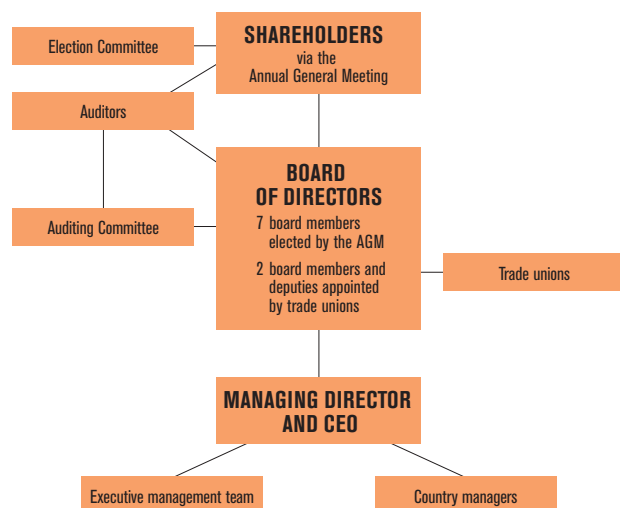 SHAREHOLDERS
via the
Annual General Meeting
Election Committee
Auditors
BOARD
OF DIRECTORS
7 board members
elected by the AGM
2 board members and
deputies appointed
by trade unions
Auditing Committee
Trade unions
MANAGING DIRECTOR
AND CEO
Executive management team
Country managers